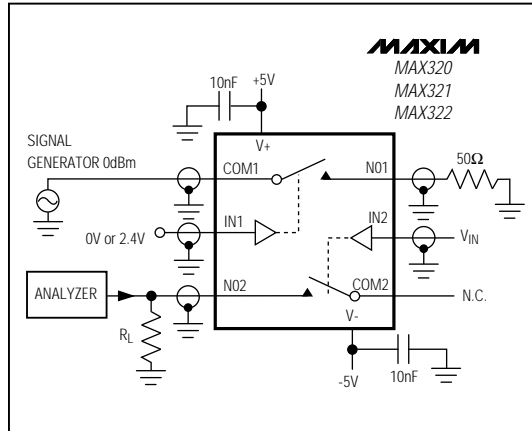 MAXIM
MAX320
MAX321
MAX322
10nF
+5V
V+
SIGNAL
GENERATOR 0dBm
COM1
N01
50Ω
0V or 2.4V
IN1
IN2
VIN
ANALYZER
N02
COM2
N.C.
RL
V-
-5V
10nF